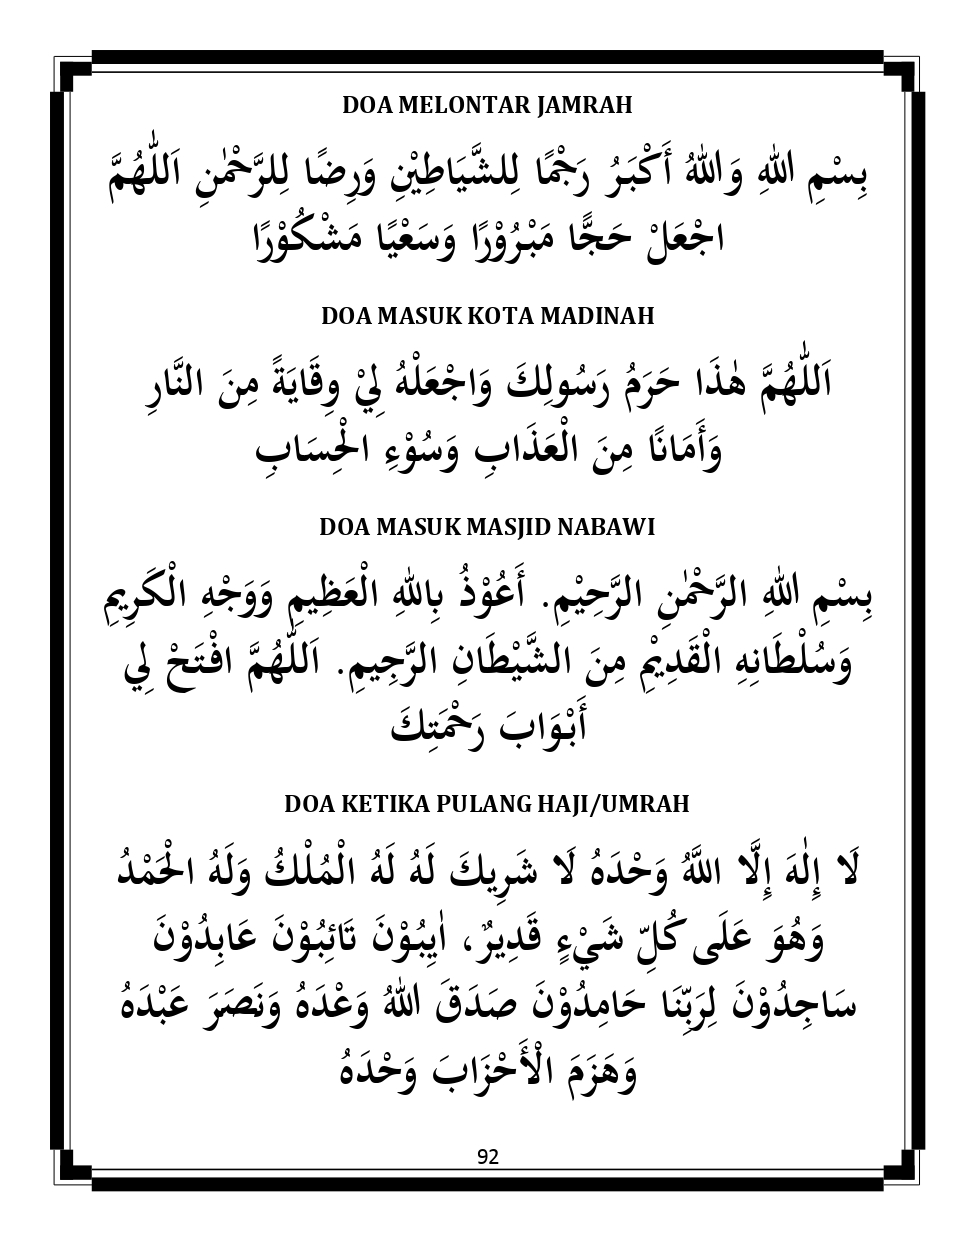 DOA MELONTAR JAMRAH
بِسْمِ اللهِ وَاللهُ أَكْبَرُ رَجْمًا لِلشَّيَاطِيْنِ وَرِضًا لِلرَّحْمٰنِ اَللّٰهُمَّ
اجْعَلْ حَجًّا مَبْرُوْرًا وَسَعْيًا مَشْكُوْرًا
DOA MASUK KOTA MADINAH
اَللّٰهُمَّ هٰذَا حَرَمُ رَسُولِكَ وَاجْعَلْهُ لِيْ وِقَايَةً مِنَ النَّارِ
وَأَمَانًا مِنَ الْعَذَابِ وَسُوْءِ الْحِسَابِ
DOA MASUK MASJID NABAWI
بِسْمِ اللهِ الرَّحْمٰنِ الرَّحِيْمِ. أَعُوْذُ بِاللهِ الْعَظِيمِ وَوَجْهِ الْكَرِيمِ
وَسُلْطَانِهِ الْقَدِيْمِ مِنَ الشَّيْطَانِ الرَّجِيمِ. اَللّٰهُمَّ افْتَحْ لِي
أَبْوَابَ رَحْمَتِكَ
DOA KETIKA PULANG HAJI/UMRAH
لَا إِلٰهَ إِلَّا اللَّهُ وَحْدَهُ لَا شَرِيكَ لَهُ لَهُ الْمُلْكُ وَلَهُ الْحَمْدُ
وَهُوَ عَلَى كُلِّ شَيْءٍ قَدِيرٌ، اٰيِبُوْنَ تَائِبُوْنَ عَابِدُوْنَ
سَاجِدُوْنَ لِرَبِّنَا حَامِدُوْنَ صَدَقَ اللهُ وَعْدَهُ وَنَصَرَ عَبْدَهُ
وَهَزَمَ الْأَحْزَابَ وَحْدَهُ
92